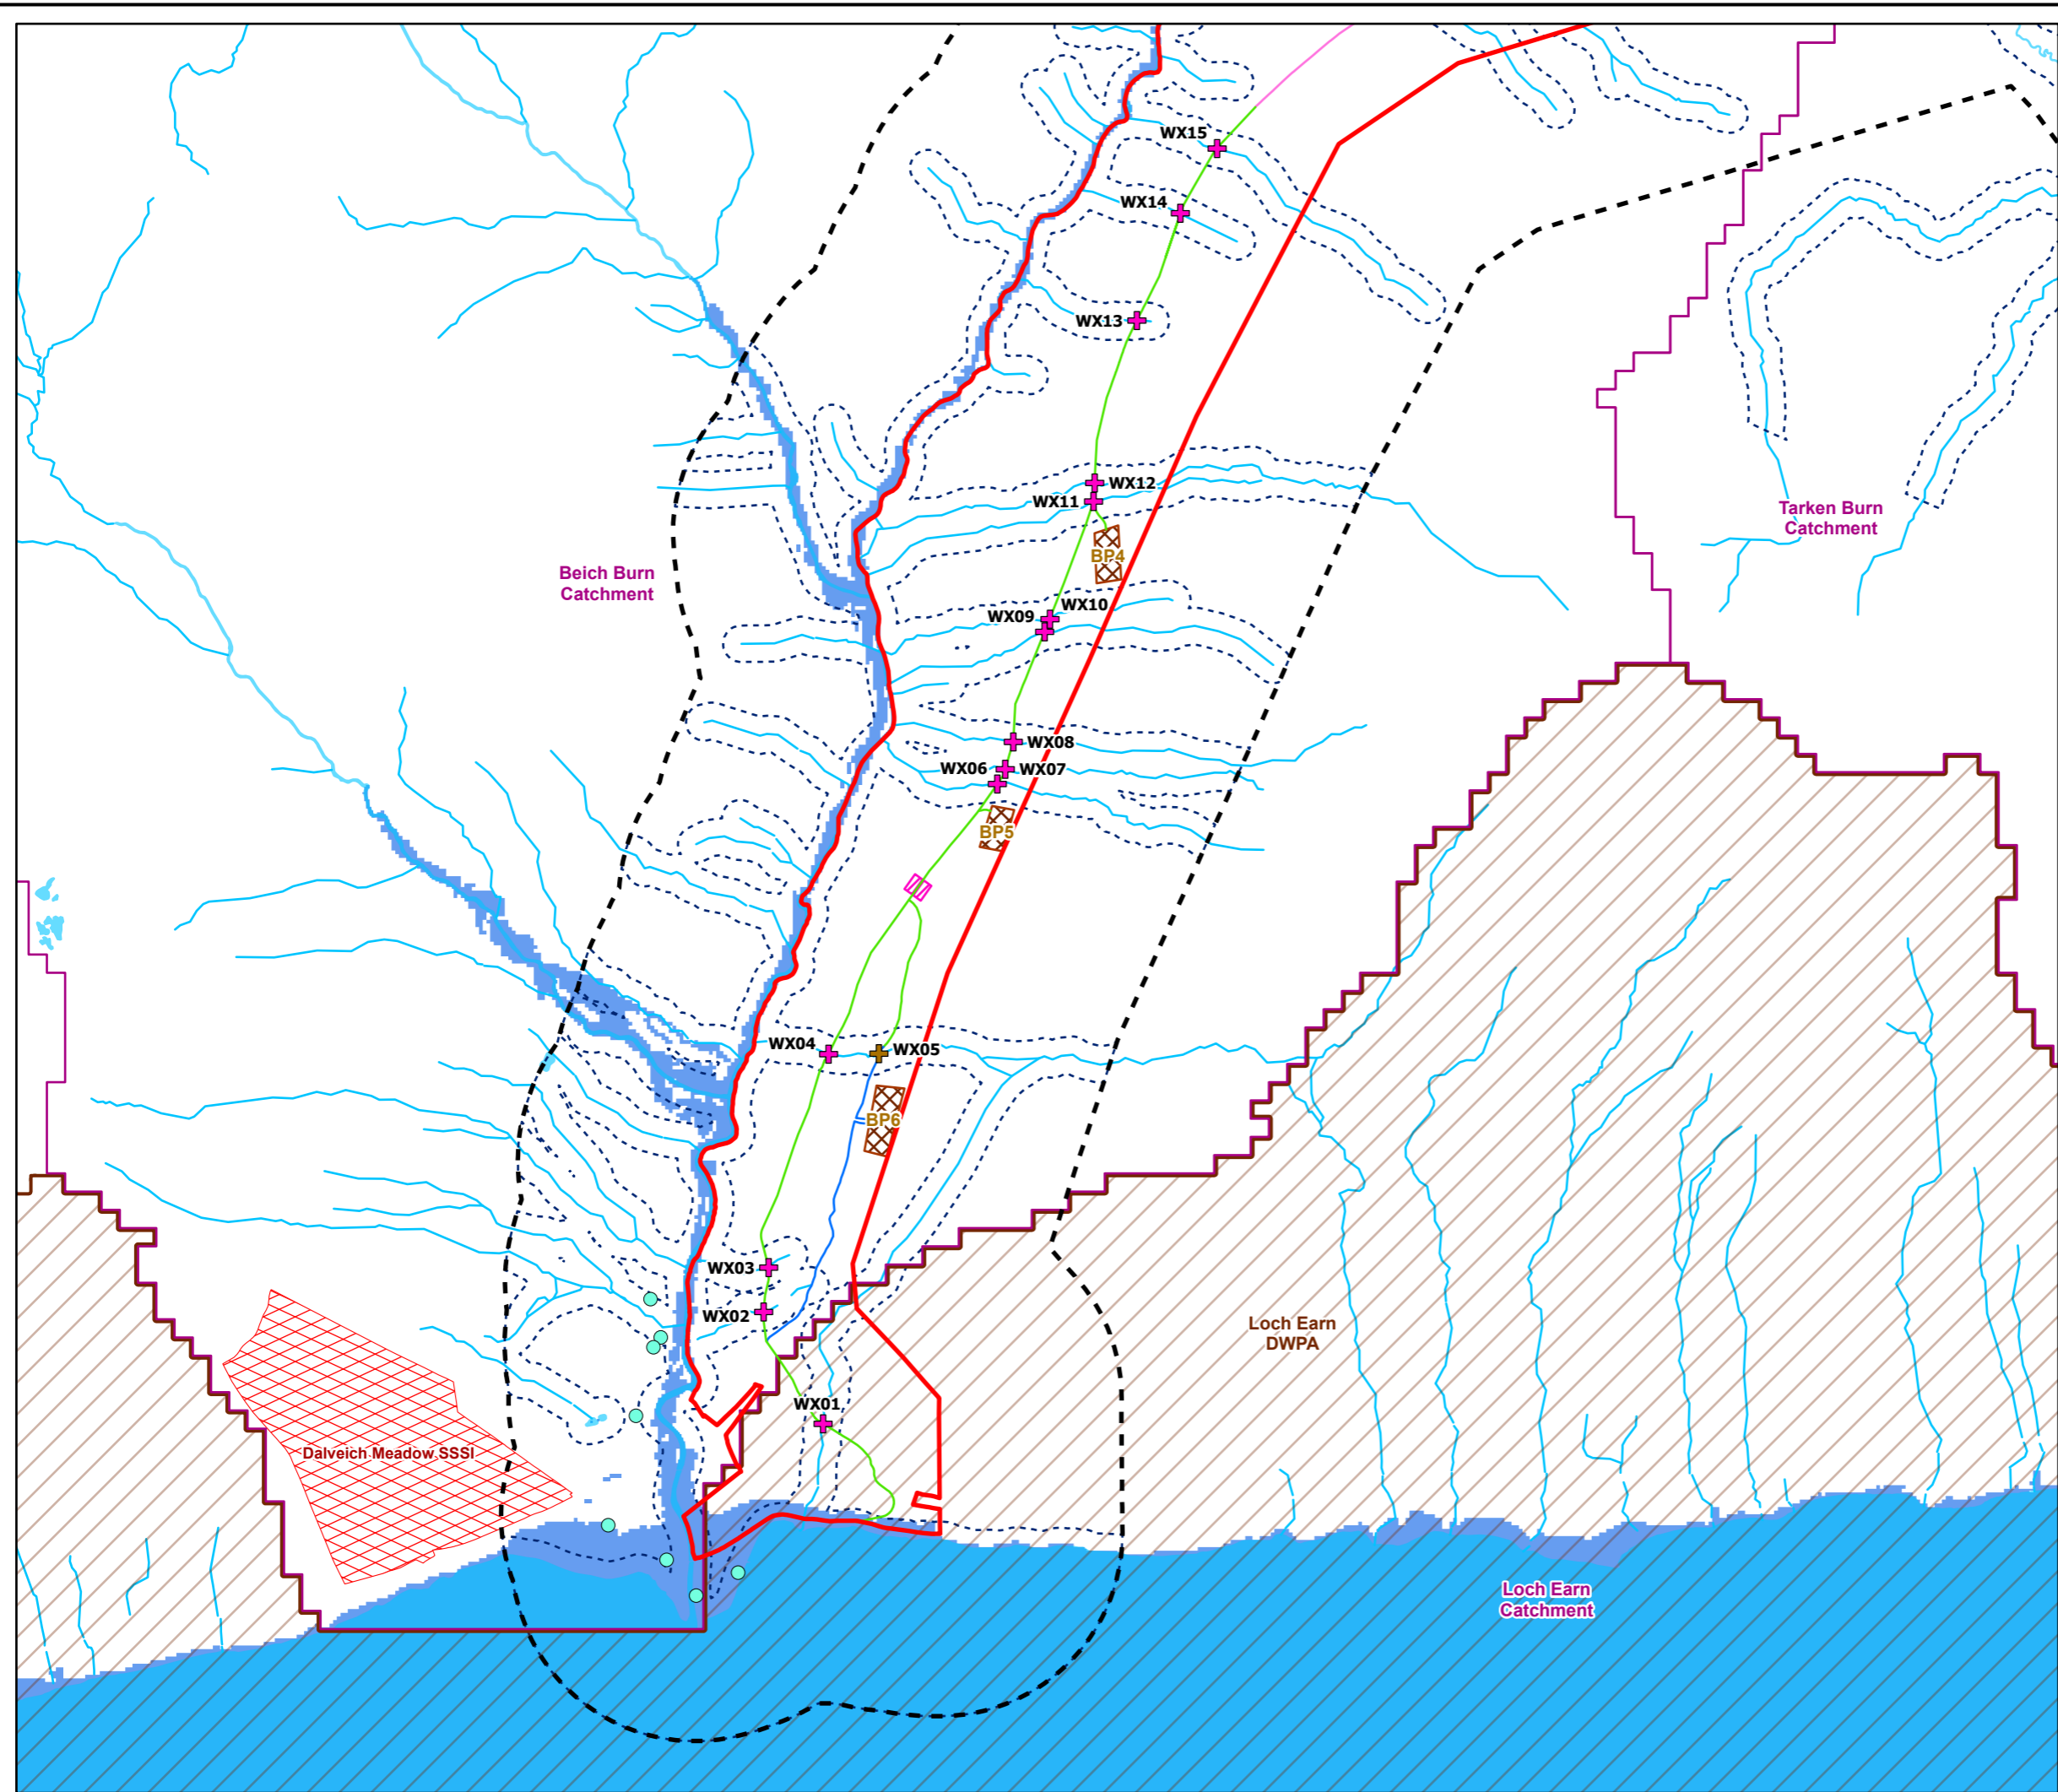 WX15
WX14
WX13
WX12
WX11
Tarken Burn
Catchment
BP4
Beich Burn
Catchment
WX10
WX09
WX08
WX06
WX07
BP5
WX04
WX05
BP6
WX03
WX02
Loch Earn
DWPA
WX01
Dalveich Meadow SSSI
Loch Earn
Catchment